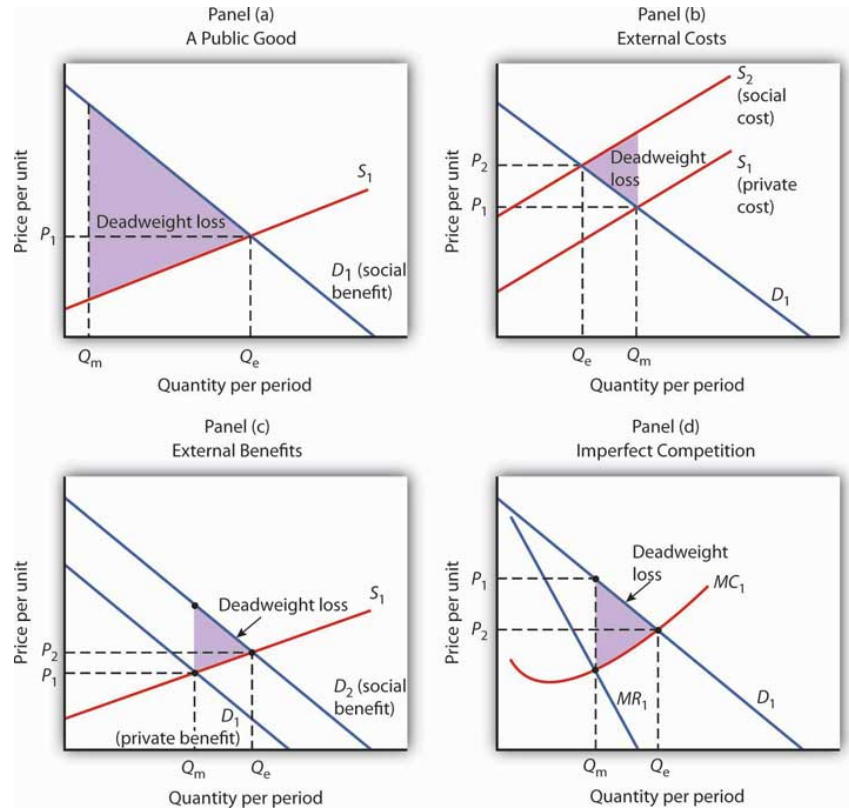 Panel (a)
A Public Good
Price per unit
P1
S1
Deadweight loss
D1 (social
benefit)
Qm
Qe
Quantity per period
Panel (b)
External Costs
Price per unit
P2
P1
S2
(social
cost)
Deadweight
loss
S1
(private
cost)
D1
Qe
Qm
Quantity per period
Panel (c)
External Benefits
Price per unit
P2
P1
Deadweight loss
S1
D2 (social
benefit)
D1
(private benefit)
Qm
Qe
Quantity per period
Panel (d)
Imperfect Competition
Price per unit
P1
P2
Deadweight
loss
MC1
MR1
D1
Qm
Qe
Quantity per period